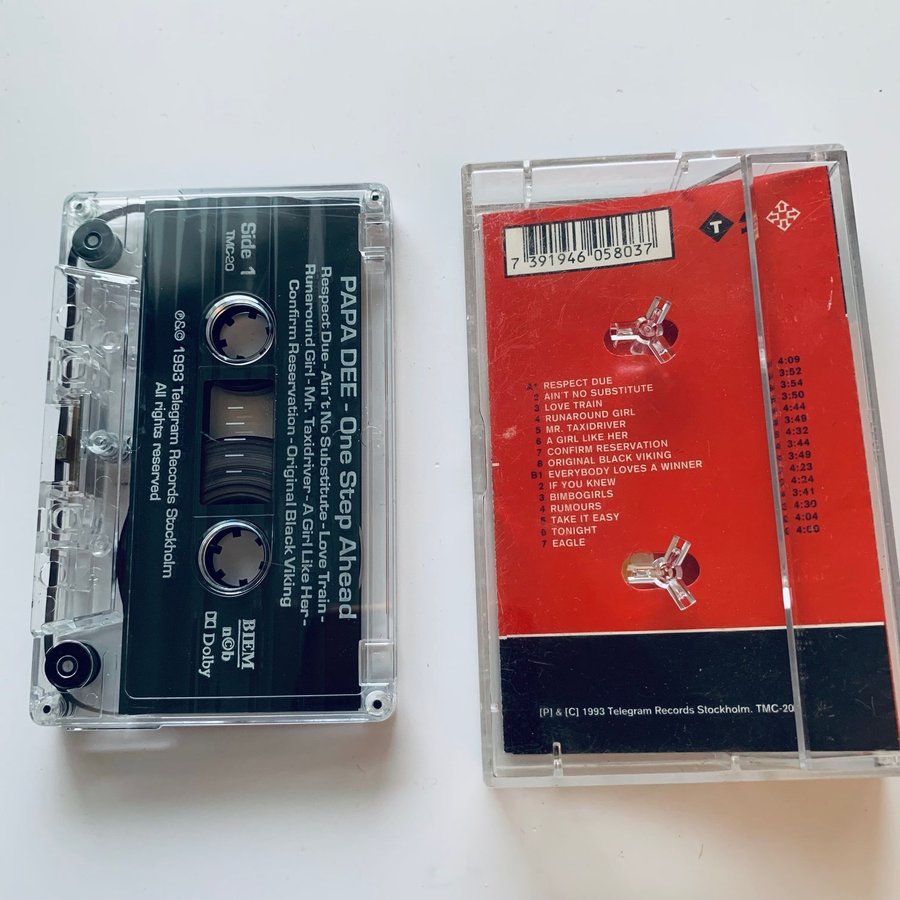 PAPA DEE - One Step Ahead
Respect Due - Ain't No Substitute - Love Train -
Runaround Girl - Mr. Taxidriver - A Girl Like Her -
Confirm Reservation - Original Black Viking
Side 1
TMC-20
BIEM
n©b
Dolby
℗&© 1993 Telegram Records Stockholm
All rights reserved
7 391946 058037
T
A1 RESPECT DUE 4:09
2 AIN'T NO SUBSTITUTE 3:52
3 LOVE TRAIN 3:54
4 RUNAROUND GIRL 3:50
5 MR. TAXIDRIVER 4:44
6 A GIRL LIKE HER 3:49
7 CONFIRM RESERVATION 4:32
8 ORIGINAL BLACK VIKING 3:44
B1 EVERYBODY LOVES A WINNER 3:49
2 IF YOU KNEW 4:23
3 BIMBOGIRLS 4:24
4 RUMOURS 3:41
5 TAKE IT EASY 4:30
6 TONIGHT 4:04
7 EAGLE
[P] & [C] 1993 Telegram Records Stockholm. TMC-20